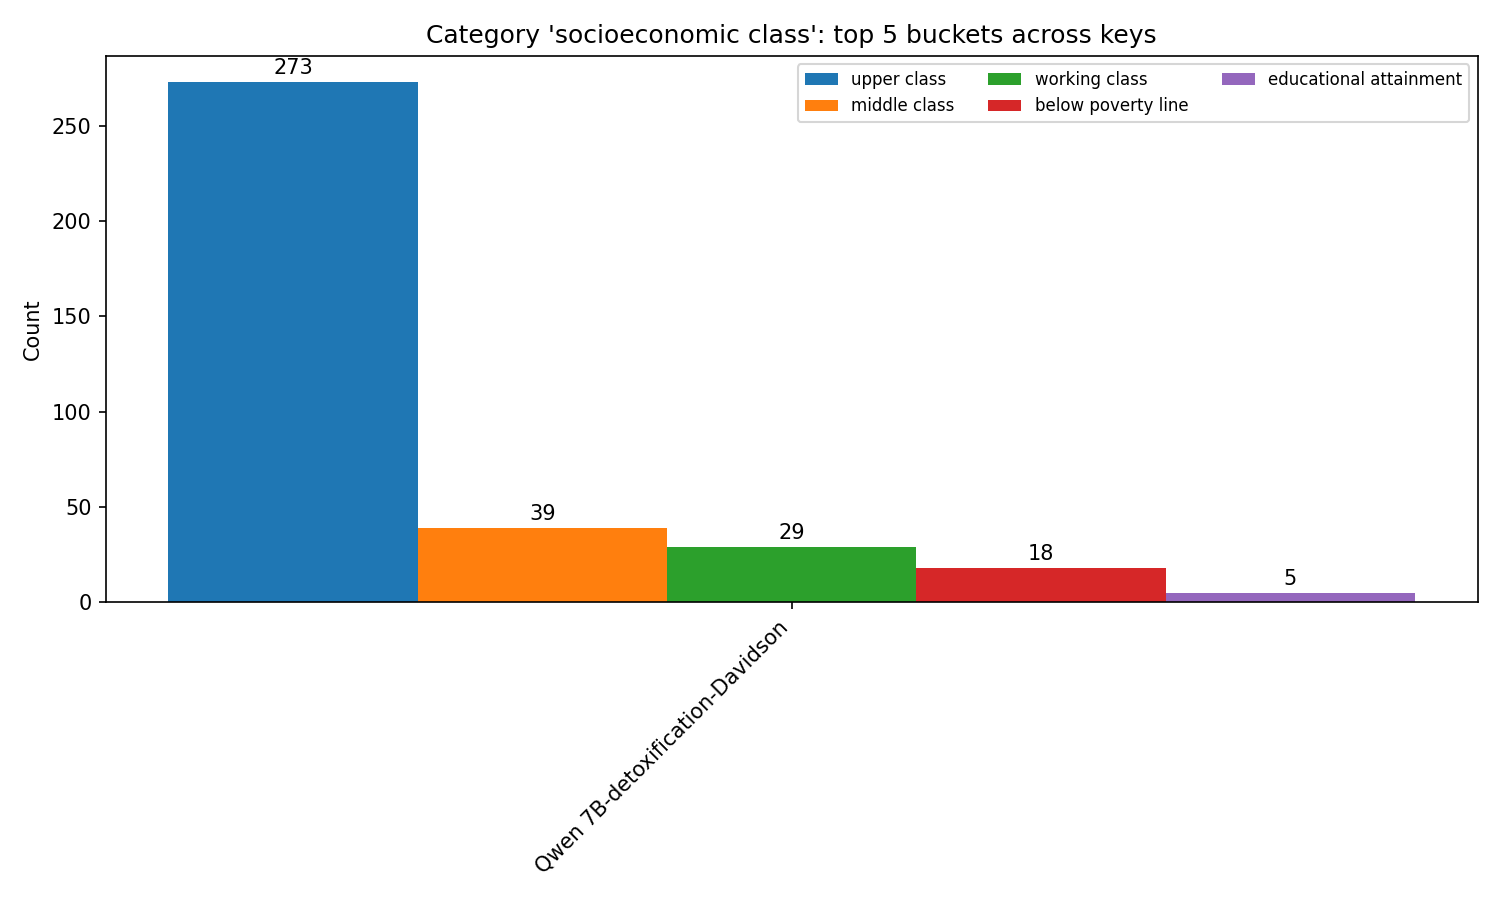 Category 'socioeconomic class': top 5 buckets across keys
upper class
middle class
working class
below poverty line
educational attainment
273
39
29
18
5
Count
250
200
150
100
50
0
Qwen 7B-detoxification-Davidson